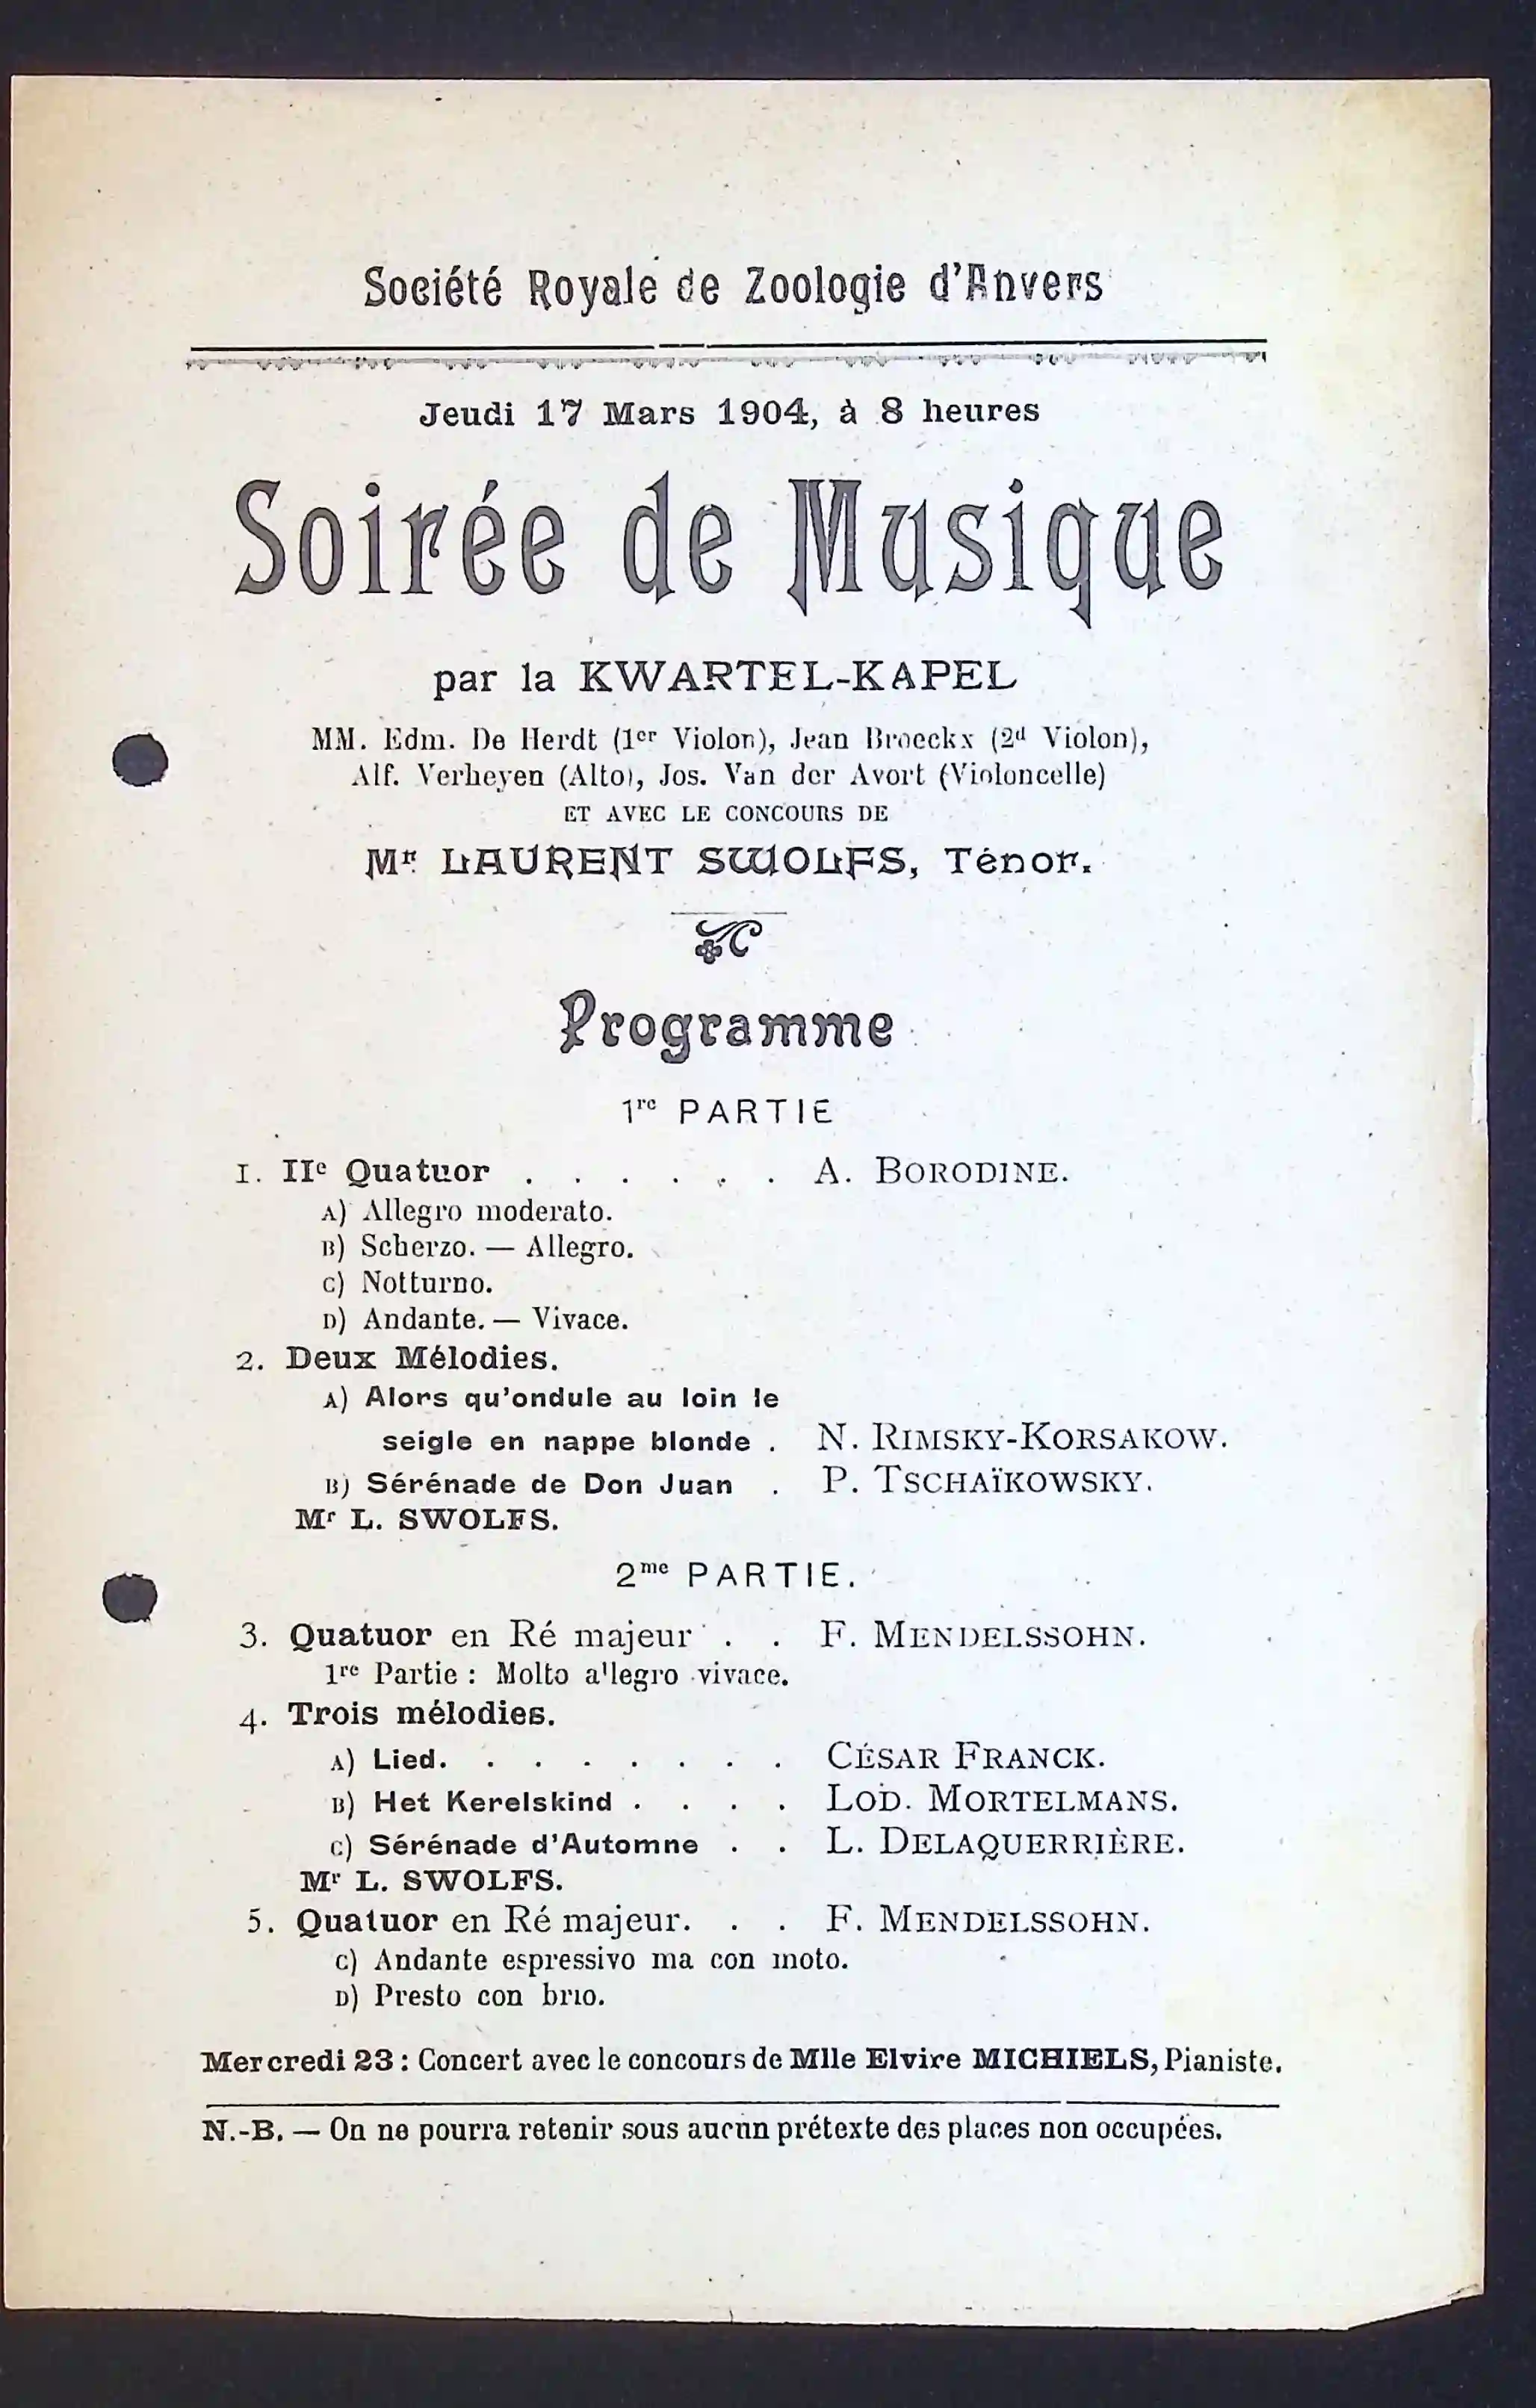 Société Royale de Zoologie d'Anvers
Jeudi 17 Mars 1904, à 8 heures
Soirée de Musique
par la KWARTEL-KAPEL
MM. Edm. De Herdt (1er Violon), Jean Broeckx (2d Violon),
Alf. Verheyen (Alto), Jos. Van der Avort (Violoncelle)
ET AVEC LE CONCOURS DE
Mr LAURENT SWOLFS, Ténor.
Programme
1re PARTIE
1. IIe Quatuor . . . . . . A. BORODINE.
A) Allegro moderato.
B) Scherzo. — Allegro.
C) Notturno.
D) Andante. — Vivace.
2. Deux Mélodies.
A) Alors qu'ondule au loin le
seigle en nappe blonde . N. RIMSKY-KORSAKOW.
B) Sérénade de Don Juan . P. TSCHAÏKOWSKY.
Mr L. SWOLFS.
2me PARTIE.
3. Quatuor en Ré majeur . . F. MENDELSSOHN.
1re Partie : Molto allegro vivace.
4. Trois mélodies.
A) Lied. . . . . . . . CÉSAR FRANCK.
B) Het Kerelskind . . . . LOD. MORTELMANS.
C) Sérénade d'Automne . . L. DELAQUERRIÈRE.
Mr L. SWOLFS.
5. Quatuor en Ré majeur. . . F. MENDELSSOHN.
C) Andante espressivo ma con moto.
D) Presto con brio.
Mercredi 23 : Concert avec le concours de Mlle Elvire MICHIELS, Pianiste.
N.-B. — On ne pourra retenir sous aucun prétexte des places non occupées.